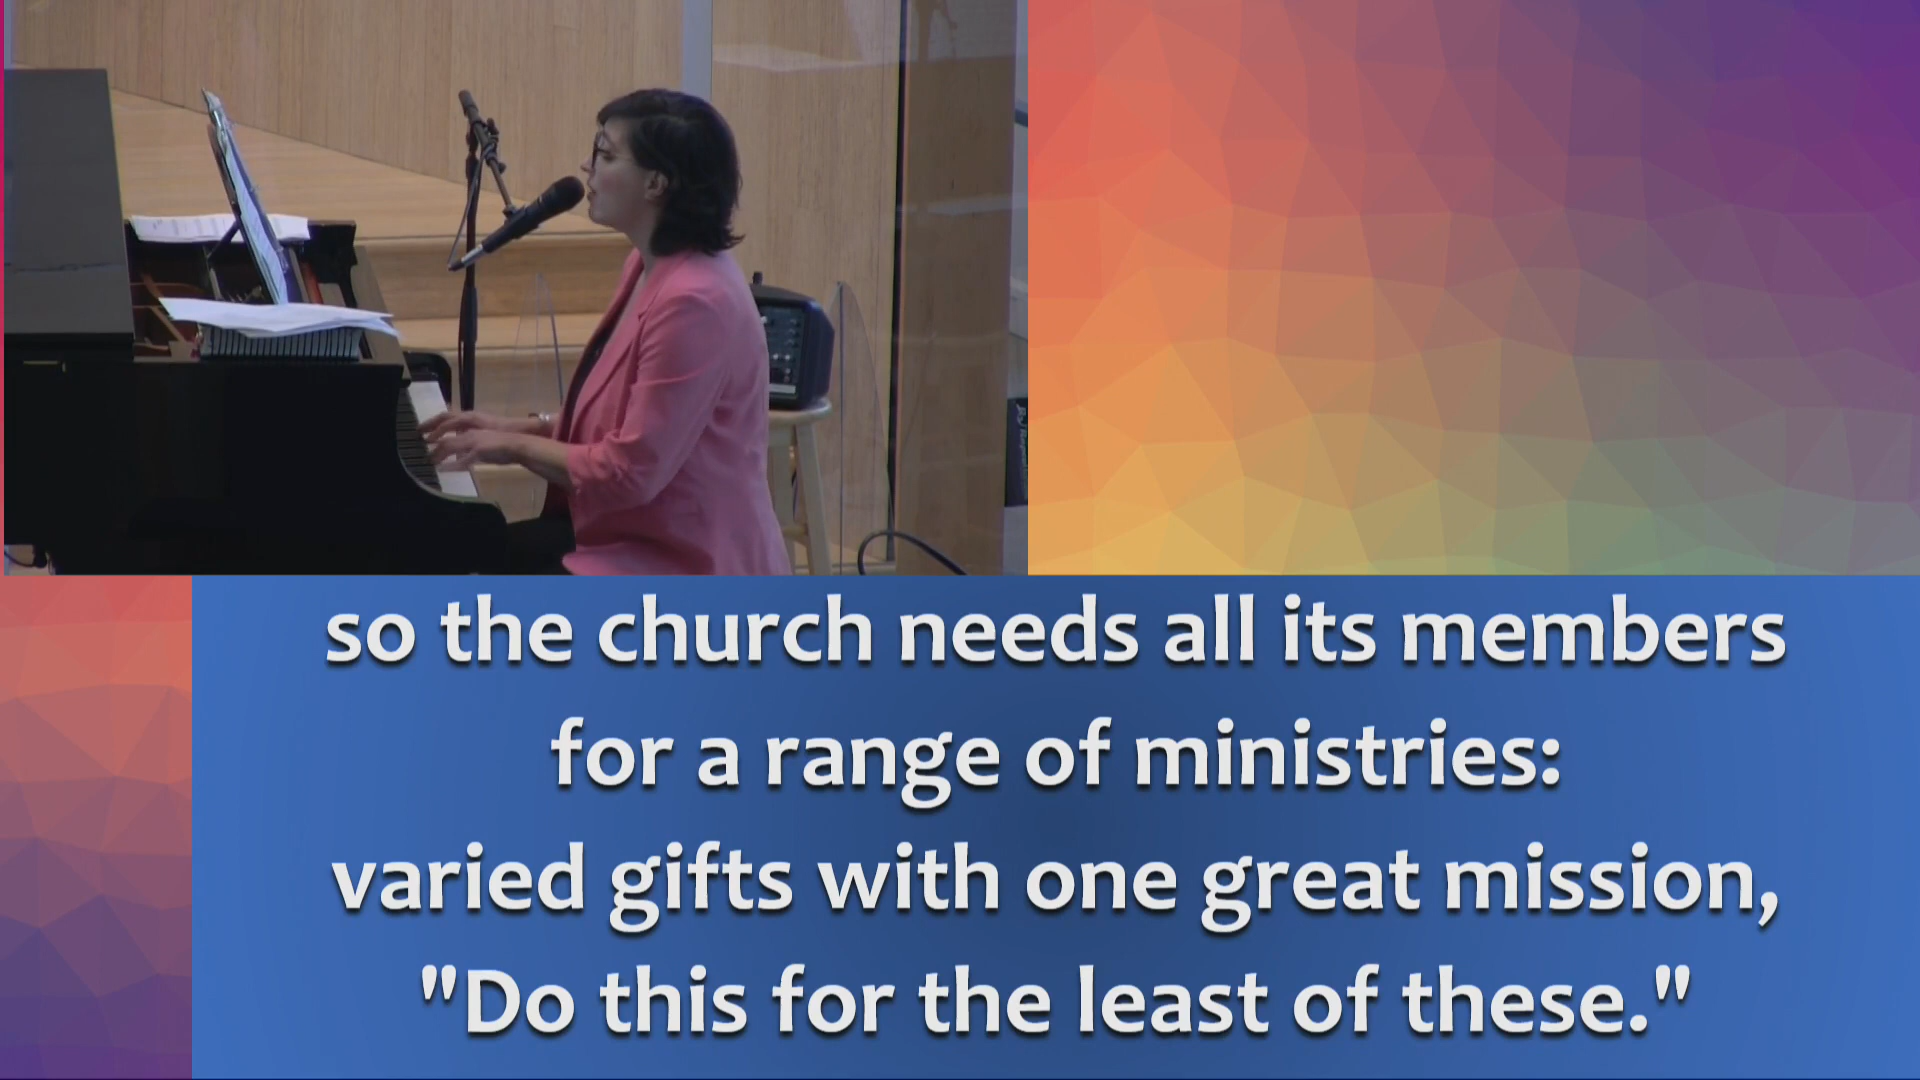 so the church needs all its members
for a range of ministries:
varied gifts with one great mission,
"Do this for the least of these."